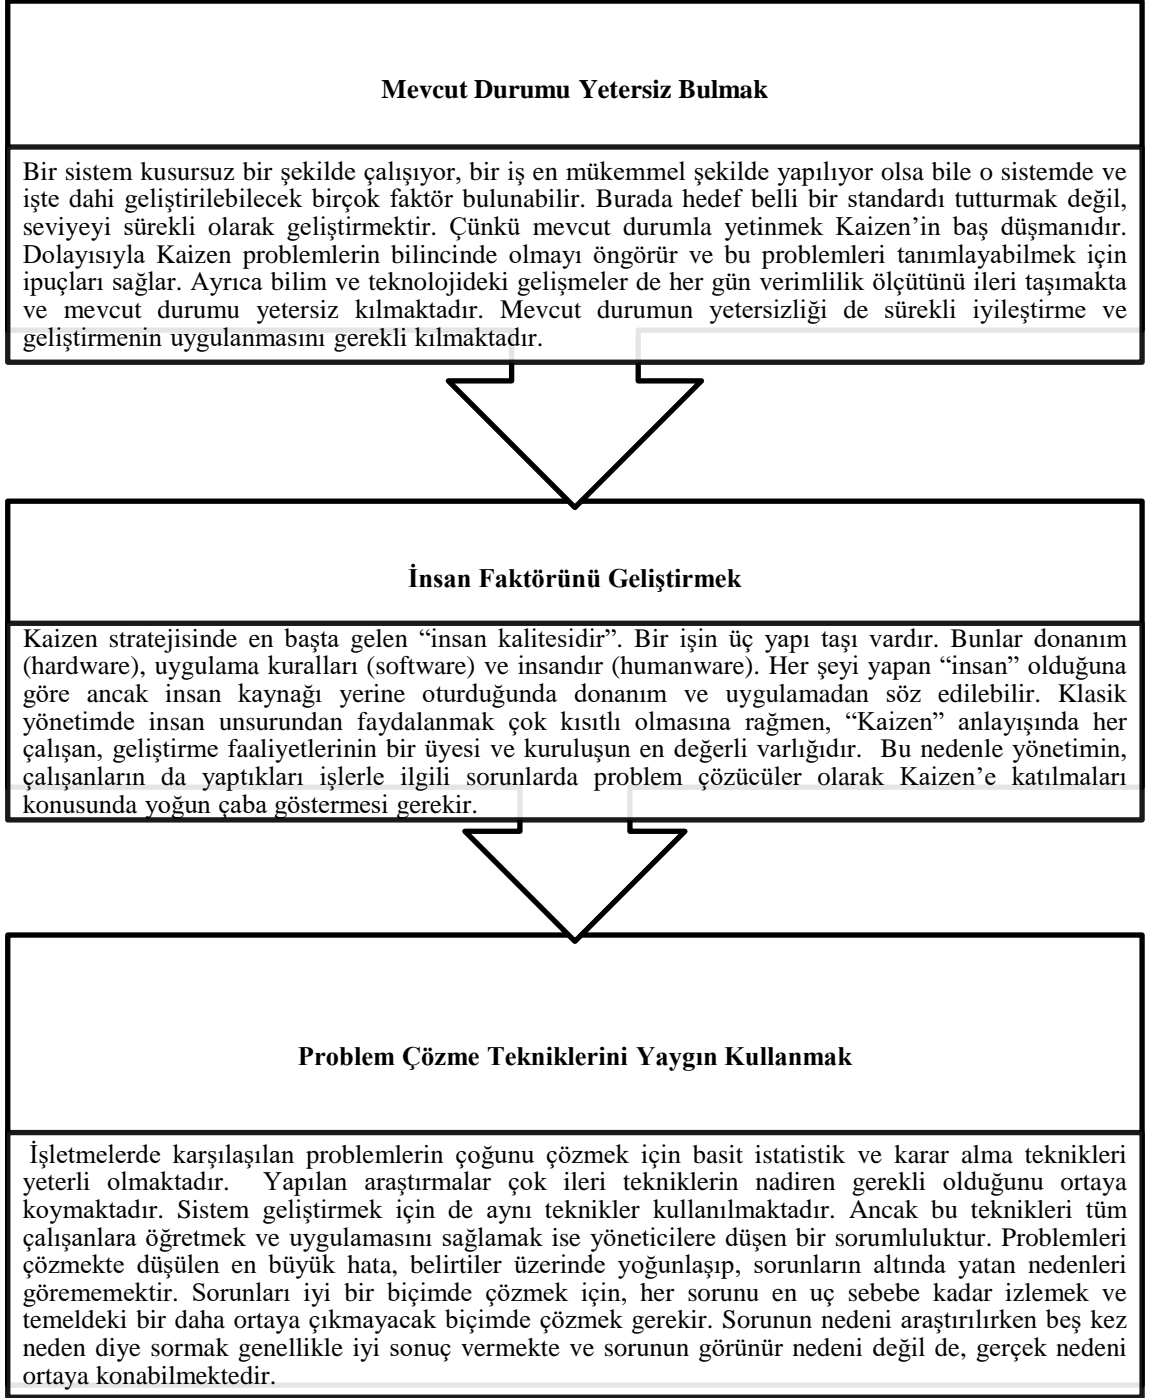 Mevcut Durumu Yetersiz Bulmak
Bir sistem kusursuz bir şekilde çalışıyor, bir iş en mükemmel şekilde yapılıyor olsa bile o sistemde ve
işte dahi geliştirilebilecek birçok faktör bulunabilir. Burada hedef belli bir standardı tutturmak değil,
seviyeyi sürekli olarak geliştirmektir. Çünkü mevcut durumla yetinmek Kaizen’in baş düşmanıdır.
Dolayısıyla Kaizen problemlerin bilincinde olmayı öngörür ve bu problemleri tanımlayabilmek için
ipuçları sağlar. Ayrıca bilim ve teknolojideki gelişmeler de her gün verimlilik ölçütünü ileri taşımakta
ve mevcut durumu yetersiz kılmaktadır. Mevcut durumun yetersizliği de sürekli iyileştirme ve
geliştirmenin uygulanmasını gerekli kılmaktadır.
İnsan Faktörünü Geliştirmek
Kaizen stratejisinde en başta gelen “insan kalitesidir”. Bir işin üç yapı taşı vardır. Bunlar donanım
(hardware), uygulama kuralları (software) ve insandır (humanware). Her şeyi yapan “insan” olduğuna
göre ancak insan kaynağı yerine oturduğunda donanım ve uygulamadan söz edilebilir. Klasik
yönetimde insan unsurundan faydalanmak çok kısıtlı olmasına rağmen, “Kaizen” anlayışında her
çalışan, geliştirme faaliyetlerinin bir üyesi ve kuruluşun en değerli varlığıdır. Bu nedenle yönetimin,
çalışanların da yaptıkları işlerle ilgili sorunlarda problem çözücüler olarak Kaizen’e katılmaları
konusunda yoğun çaba göstermesi gerekir.
Problem Çözme Tekniklerini Yaygın Kullanmak
İşletmelerde karşılaşılan problemlerin çoğunu çözmek için basit istatistik ve karar alma teknikleri
yeterli olmaktadır. Yapılan araştırmalar çok ileri tekniklerin nadiren gerekli olduğunu ortaya
koymaktadır. Sistem geliştirmek için de aynı teknikler kullanılmaktadır. Ancak bu teknikleri tüm
çalışanlara öğretmek ve uygulamasını sağlamak ise yöneticilere düşen bir sorumluluktur. Problemleri
çözmekte düşülen en büyük hata, belirtiler üzerinde yoğunlaşıp, sorunların altında yatan nedenleri
görememektir. Sorunları iyi bir biçimde çözmek için, her sorunu en uç sebebe kadar izlemek ve
temeldeki bir daha ortaya çıkmayacak biçimde çözmek gerekir. Sorunun nedeni araştırılırken beş kez
neden diye sormak genellikle iyi sonuç vermekte ve sorunun görünür nedeni değil de, gerçek nedeni
ortaya konabilmektedir.